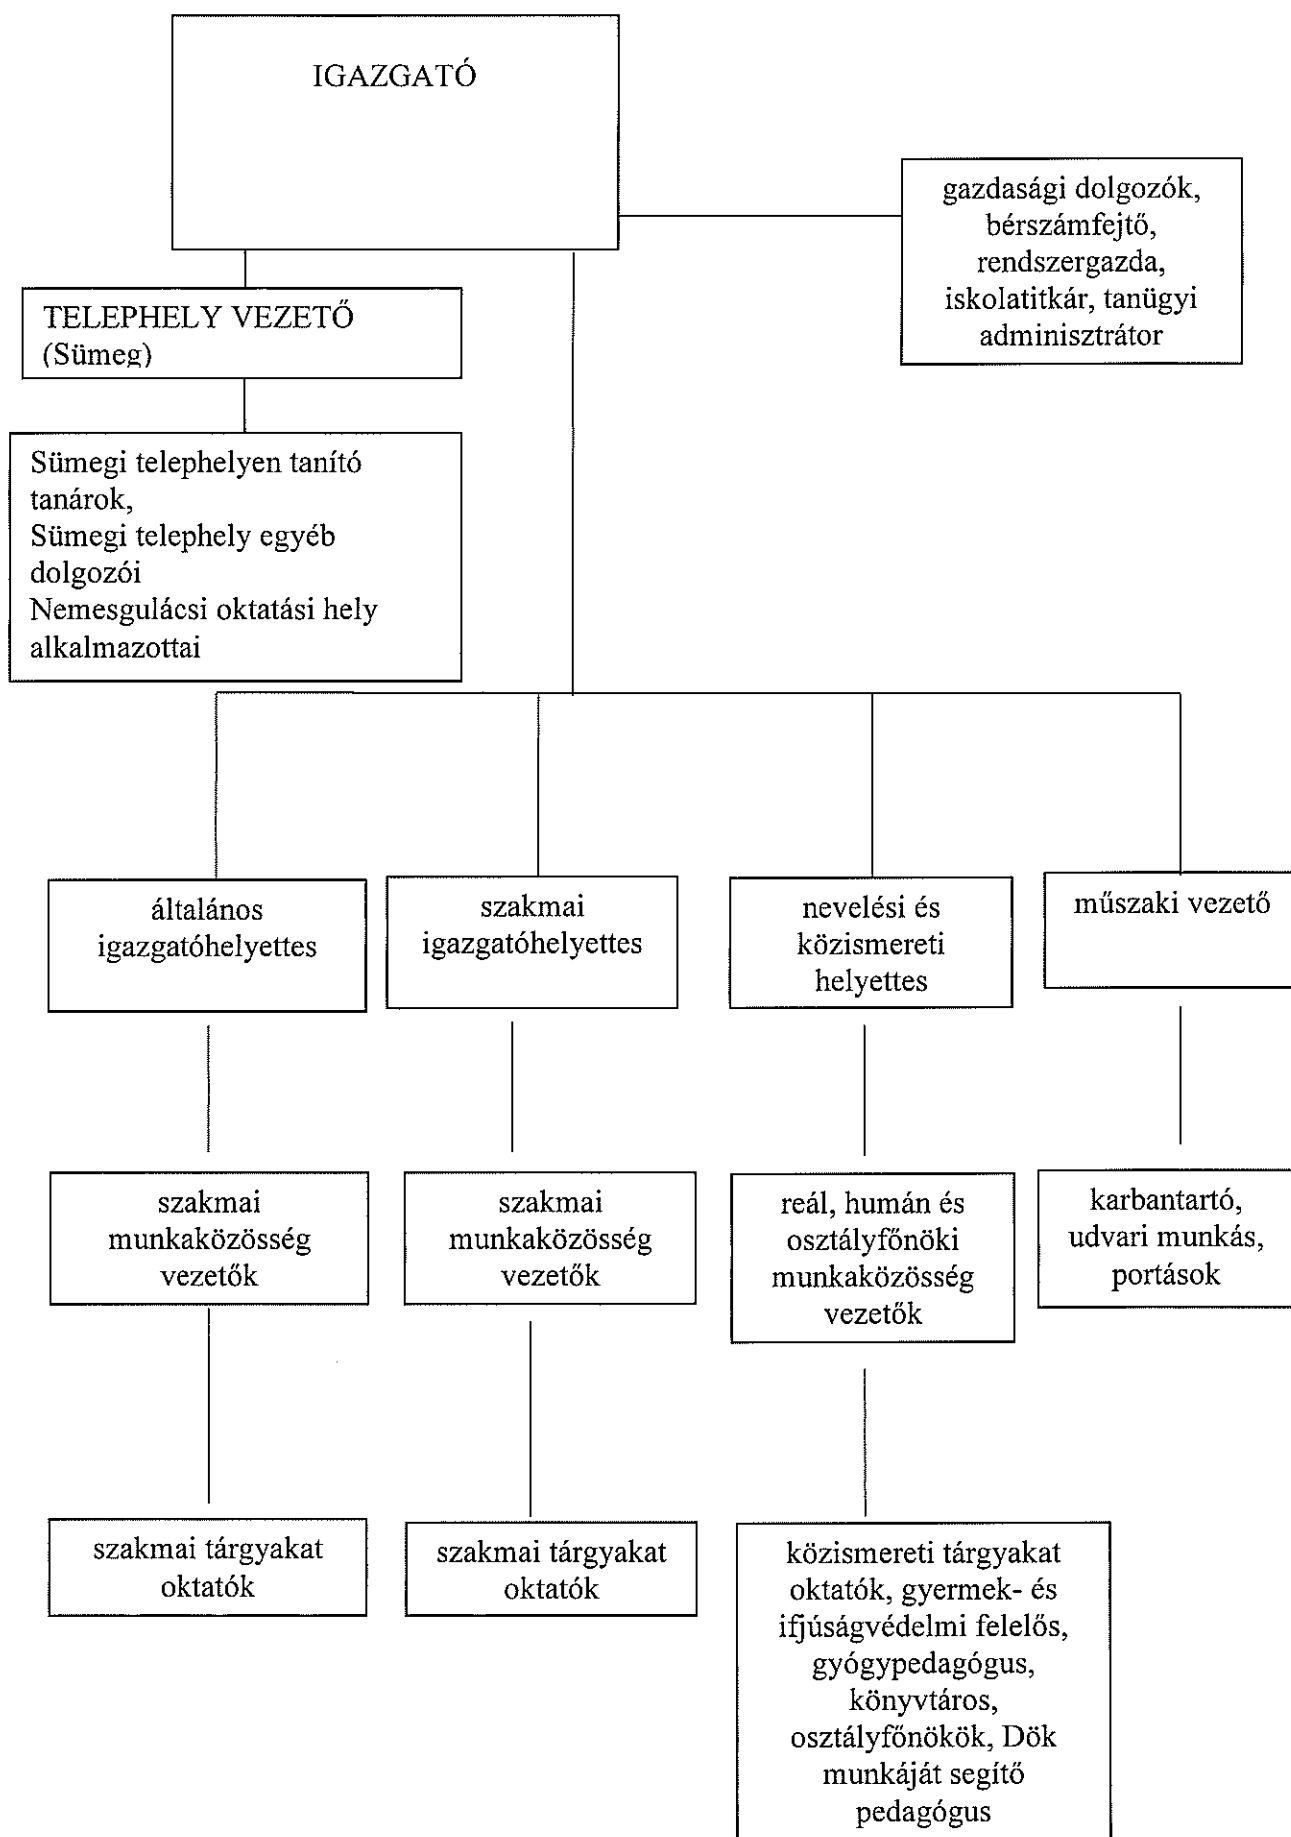 IGAZGATÓ
gazdasági dolgozók,
bérszámfejtő,
rendszergazda,
iskolatitkár, tanügyi
adminisztrátor
TELEPHELY VEZETŐ
(Sümeg)
Sümegi telephelyen tanító
tanárok,
Sümegi telephely egyéb
dolgozói
Nemesgulácsi oktatási hely
alkalmazottai
általános
igazgatóhelyettes
szakmai
igazgatóhelyettes
nevelési és
közismereti
helyettes
műszaki vezető
szakmai
munkaközösség
vezetők
szakmai
munkaközösség
vezetők
reál, humán és
osztályfőnöki
munkaközösség
vezetők
karbantartó,
udvari munkás,
portások
szakmai tárgyakat
oktatók
szakmai tárgyakat
oktatók
közismereti tárgyakat
oktatók, gyermek- és
ifjúságvédelmi felelős,
gyógypedagógus,
könyvtáros,
osztályfőnökök, Dök
munkáját segítő
pedagógus